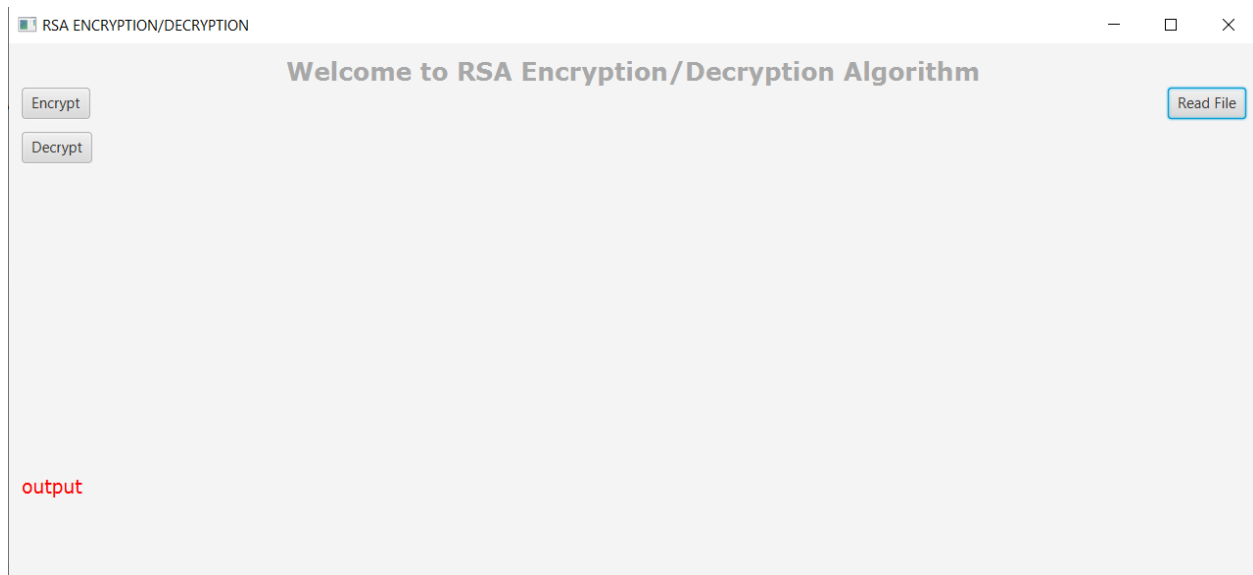 RSA ENCRYPTION/DECRYPTION
Welcome to RSA Encryption/Decryption Algorithm
Encrypt
Read File
Decrypt
output